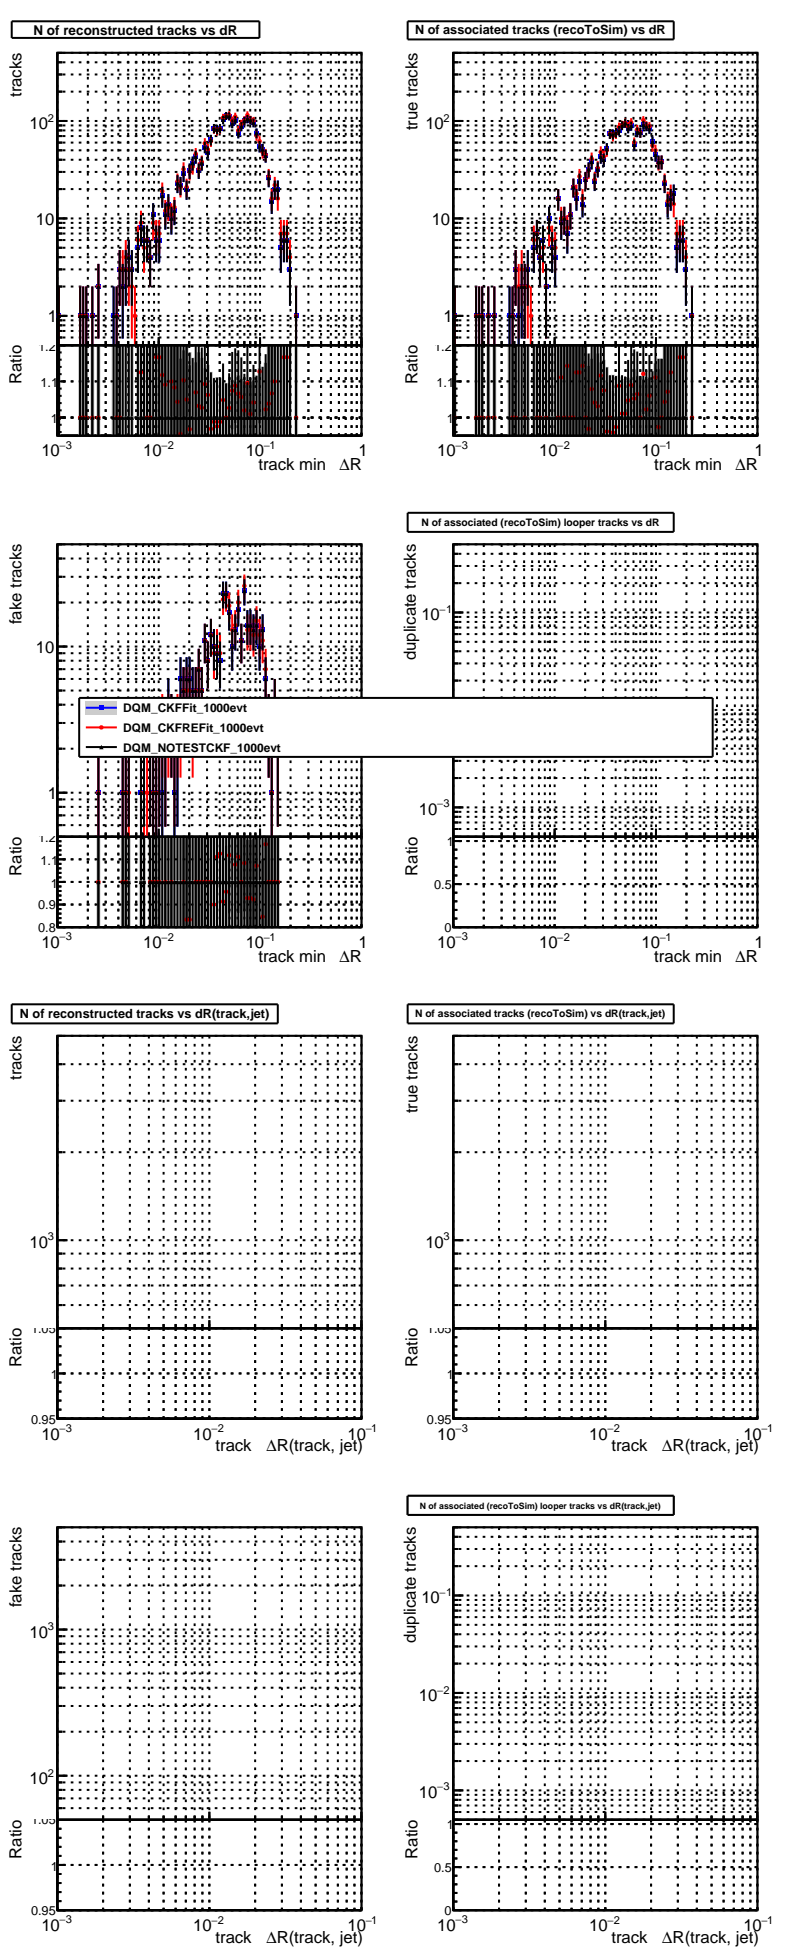 N of reconstructed tracks vs dR
tracks
10²
10
1
Ratio
1.2
1.1
1
10⁻³ 10⁻² 10⁻¹ 1
track min ΔR
N of associated tracks (recoToSim) vs dR
true tracks
10²
10
1
Ratio
1.2
1.1
1
10⁻³ 10⁻² 10⁻¹ 1
track min ΔR
fake tracks
10
1
Ratio
1.2
1.1
1
0.9
0.8
10⁻³ 10⁻² 10⁻¹ 1
track min ΔR
N of associated (recoToSim) looper tracks vs dR
duplicate tracks
10⁻¹
10⁻³
Ratio
1
0.5
0
10⁻³ 10⁻² 10⁻¹ 1
track min ΔR
DQM_CKFFit_1000evt
DQM_CKFREFit_1000evt
DQM_NOTESTCKF_1000evt
N of reconstructed tracks vs dR(track,jet)
tracks
10³
Ratio
1.05
1
0.95
10⁻³ 10⁻² 10⁻¹
track ΔR(track, jet)
N of associated tracks (recoToSim) vs dR(track,jet)
true tracks
10³
Ratio
1.05
1
0.95
10⁻³ 10⁻² 10⁻¹
track ΔR(track, jet)
fake tracks
10³
10²
Ratio
1.05
1
0.95
10⁻³ 10⁻² 10⁻¹
track ΔR(track, jet)
N of associated (recoToSim) looper tracks vs dR(track,jet)
duplicate tracks
10⁻¹
10⁻²
10⁻³
Ratio
1
0.5
0
10⁻³ 10⁻² 10⁻¹
track ΔR(track, jet)